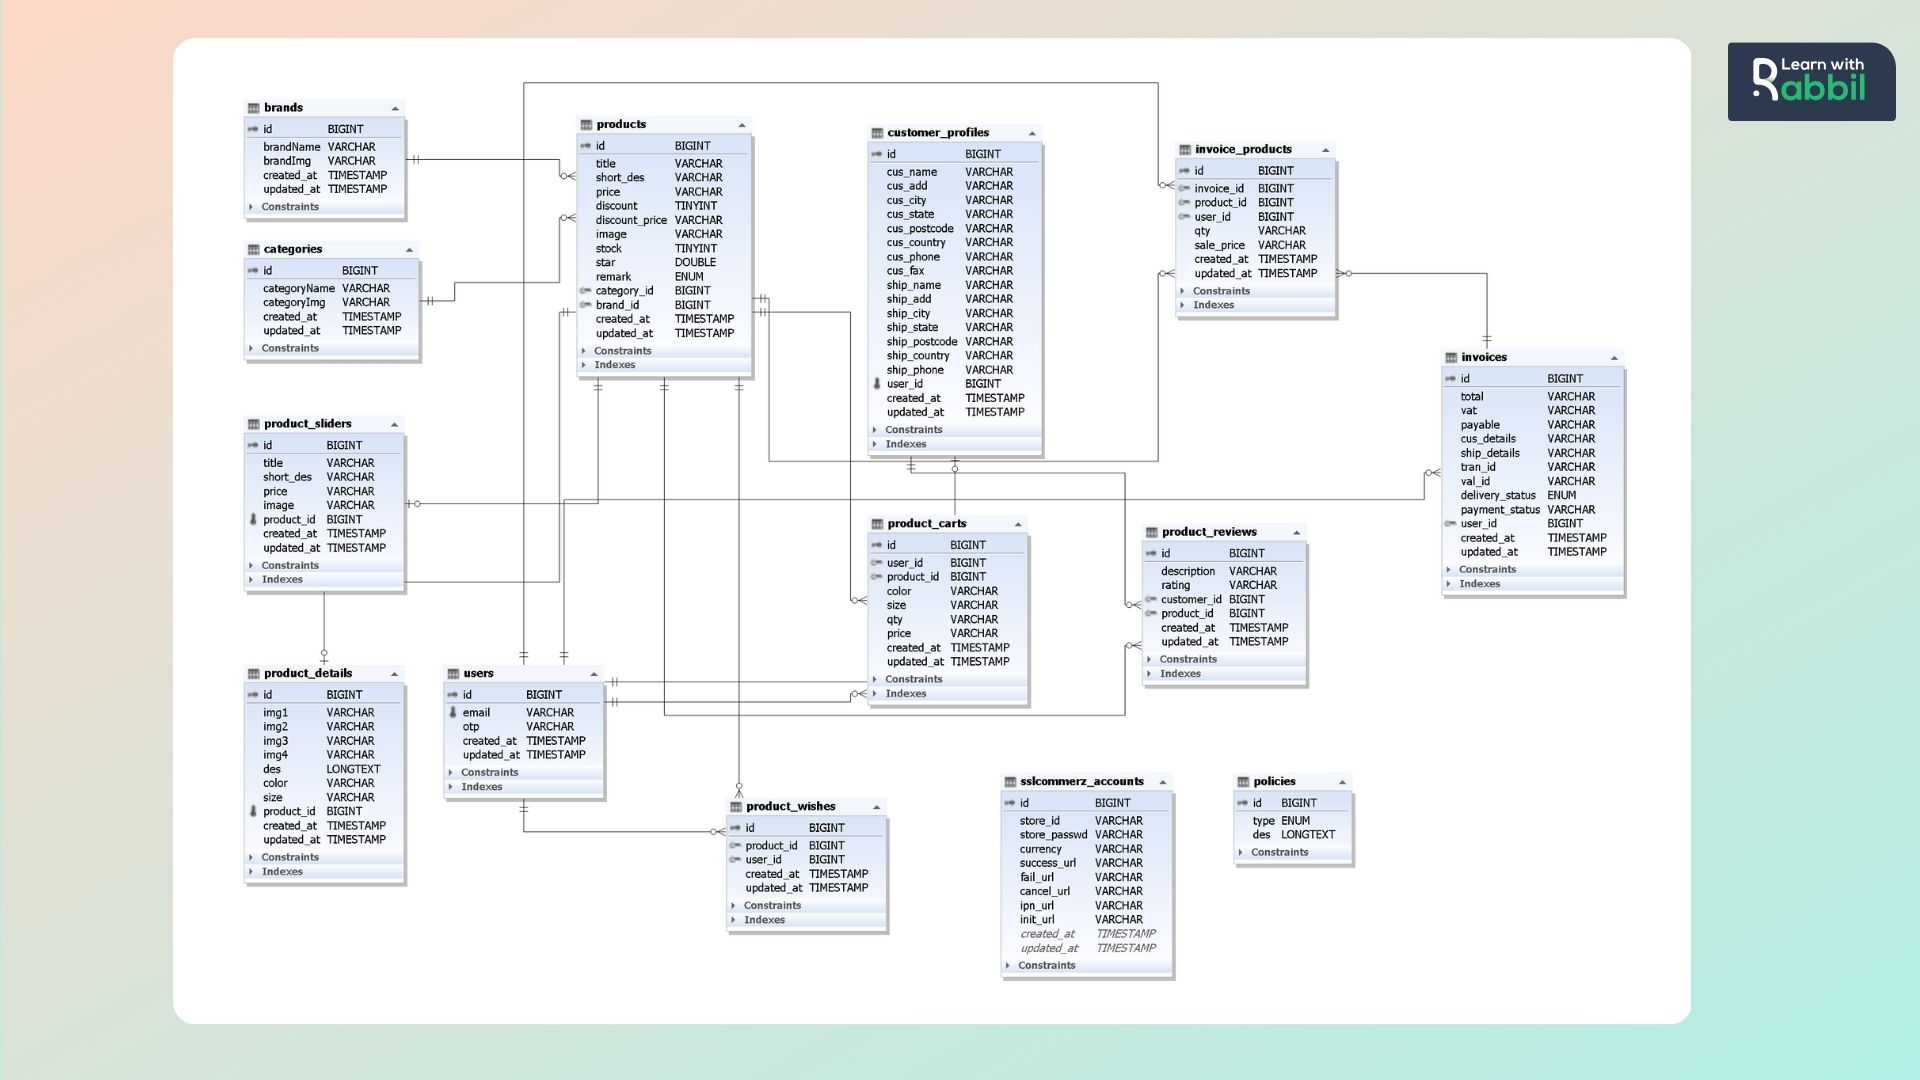 Learn with
Rabbil
brands
id BIGINT
brandName VARCHAR
brandImg VARCHAR
created_at TIMESTAMP
updated_at TIMESTAMP
Constraints
categories
id BIGINT
categoryName VARCHAR
categoryImg VARCHAR
created_at TIMESTAMP
updated_at TIMESTAMP
Constraints
product_sliders
id BIGINT
title VARCHAR
short_des VARCHAR
price VARCHAR
image VARCHAR
product_id BIGINT
created_at TIMESTAMP
updated_at TIMESTAMP
Constraints
Indexes
product_details
id BIGINT
img1 VARCHAR
img2 VARCHAR
img3 VARCHAR
img4 VARCHAR
des LONGTEXT
color VARCHAR
size VARCHAR
product_id BIGINT
created_at TIMESTAMP
updated_at TIMESTAMP
Constraints
Indexes
users
id BIGINT
email VARCHAR
otp VARCHAR
created_at TIMESTAMP
updated_at TIMESTAMP
Constraints
Indexes
products
id BIGINT
title VARCHAR
short_des VARCHAR
price VARCHAR
discount TINYINT
discount_price VARCHAR
image VARCHAR
stock TINYINT
star DOUBLE
remark ENUM
category_id BIGINT
brand_id BIGINT
created_at TIMESTAMP
updated_at TIMESTAMP
Constraints
Indexes
product_wishes
id BIGINT
product_id BIGINT
user_id BIGINT
created_at TIMESTAMP
updated_at TIMESTAMP
Constraints
Indexes
customer_profiles
id BIGINT
cus_name VARCHAR
cus_add VARCHAR
cus_city VARCHAR
cus_state VARCHAR
cus_postcode VARCHAR
cus_country VARCHAR
cus_phone VARCHAR
cus_fax VARCHAR
ship_name VARCHAR
ship_add VARCHAR
ship_city VARCHAR
ship_state VARCHAR
ship_postcode VARCHAR
ship_country VARCHAR
ship_phone VARCHAR
user_id BIGINT
created_at TIMESTAMP
updated_at TIMESTAMP
Constraints
Indexes
product_carts
id BIGINT
user_id BIGINT
product_id BIGINT
color VARCHAR
size VARCHAR
qty VARCHAR
price VARCHAR
created_at TIMESTAMP
updated_at TIMESTAMP
Constraints
Indexes
invoice_products
id BIGINT
invoice_id BIGINT
product_id BIGINT
user_id BIGINT
qty VARCHAR
sale_price VARCHAR
created_at TIMESTAMP
updated_at TIMESTAMP
Constraints
Indexes
product_reviews
id BIGINT
description VARCHAR
rating VARCHAR
customer_id BIGINT
product_id BIGINT
created_at TIMESTAMP
updated_at TIMESTAMP
Constraints
Indexes
invoices
id BIGINT
total VARCHAR
vat VARCHAR
payable VARCHAR
cus_details VARCHAR
ship_details VARCHAR
tran_id VARCHAR
val_id VARCHAR
delivery_status ENUM
payment_status VARCHAR
user_id BIGINT
created_at TIMESTAMP
updated_at TIMESTAMP
Constraints
Indexes
sslcommerz_accounts
id BIGINT
store_id VARCHAR
store_passwd VARCHAR
currency VARCHAR
success_url VARCHAR
fail_url VARCHAR
cancel_url VARCHAR
ipn_url VARCHAR
init_url VARCHAR
created_at TIMESTAMP
updated_at TIMESTAMP
Constraints
policies
id BIGINT
type ENUM
des LONGTEXT
Constraints